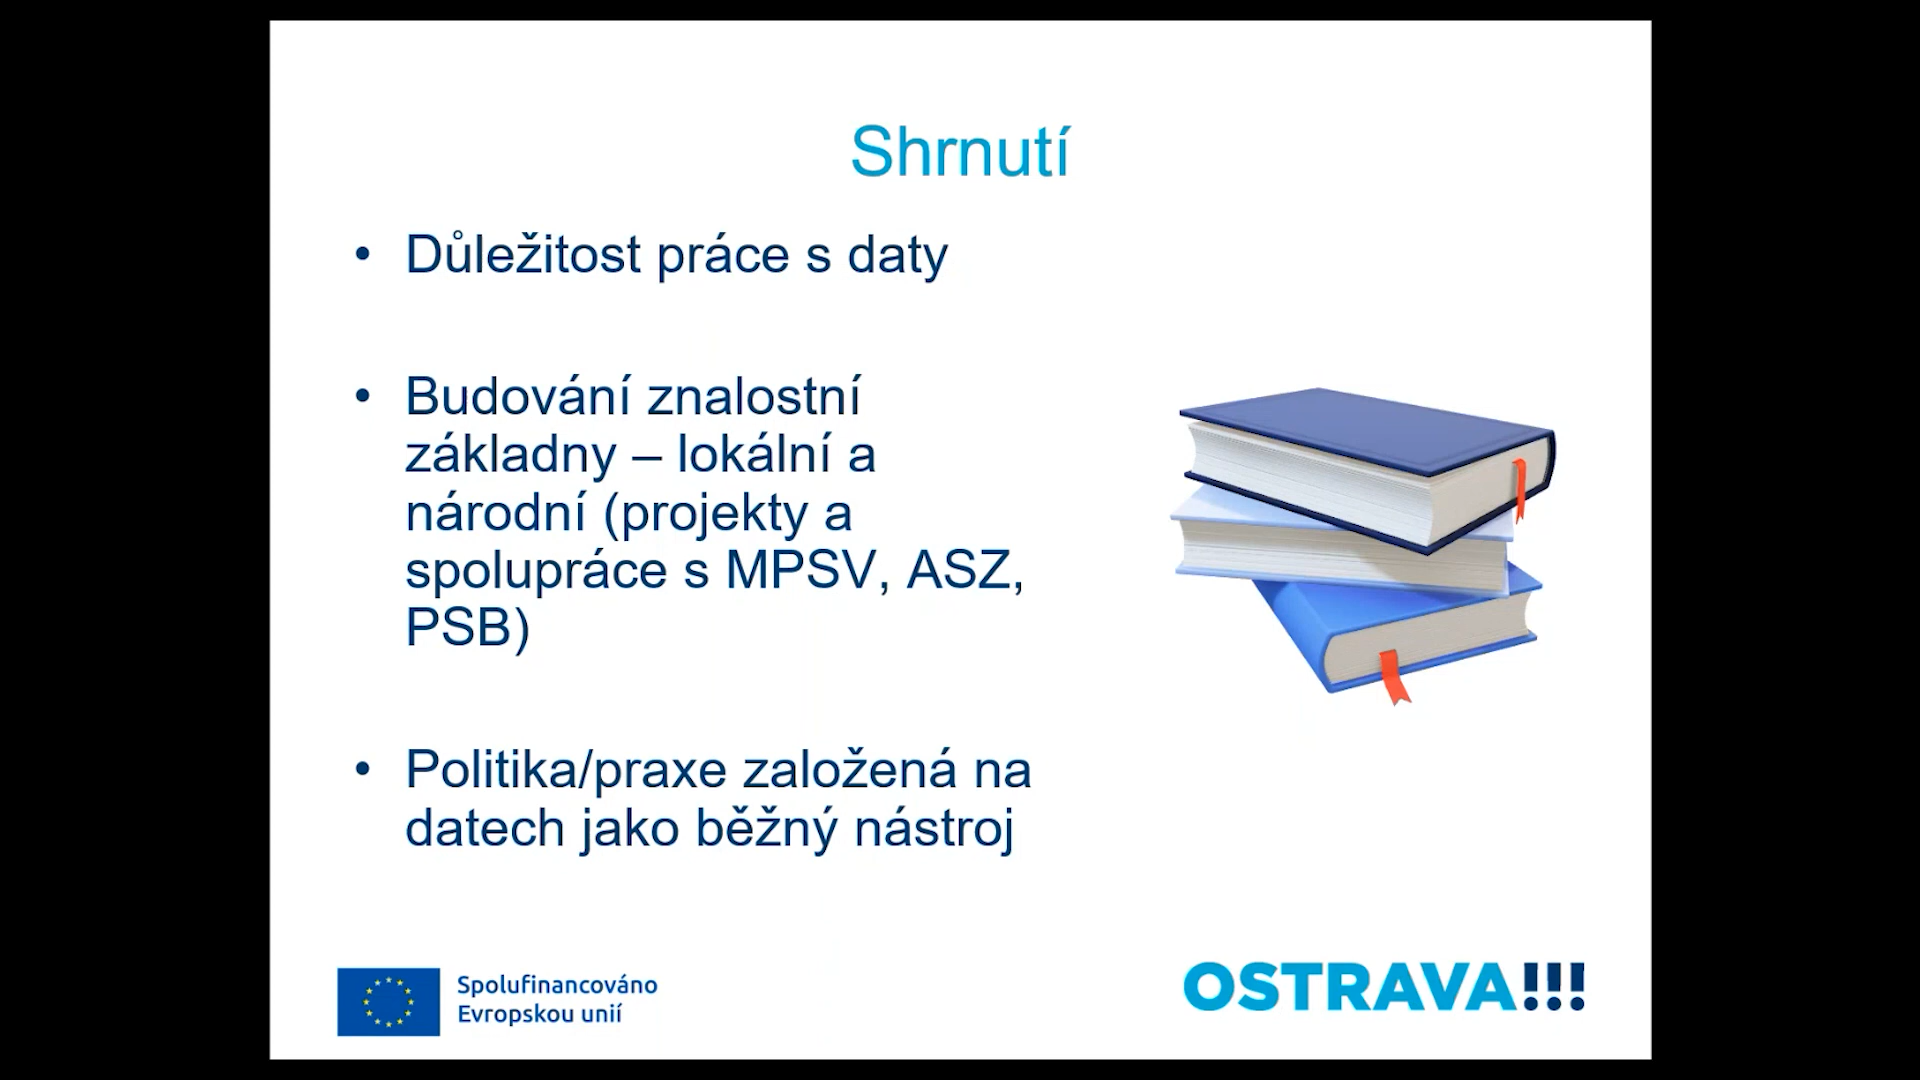 Shrnutí
• Důležitost práce s daty
• Budování znalostní
základny – lokální a
národní (projekty a
spolupráce s MPSV, ASZ,
PSB)
• Politika/praxe založená na
datech jako běžný nástroj
Spolufinancováno
Evropskou unií
OSTRAVA!!!